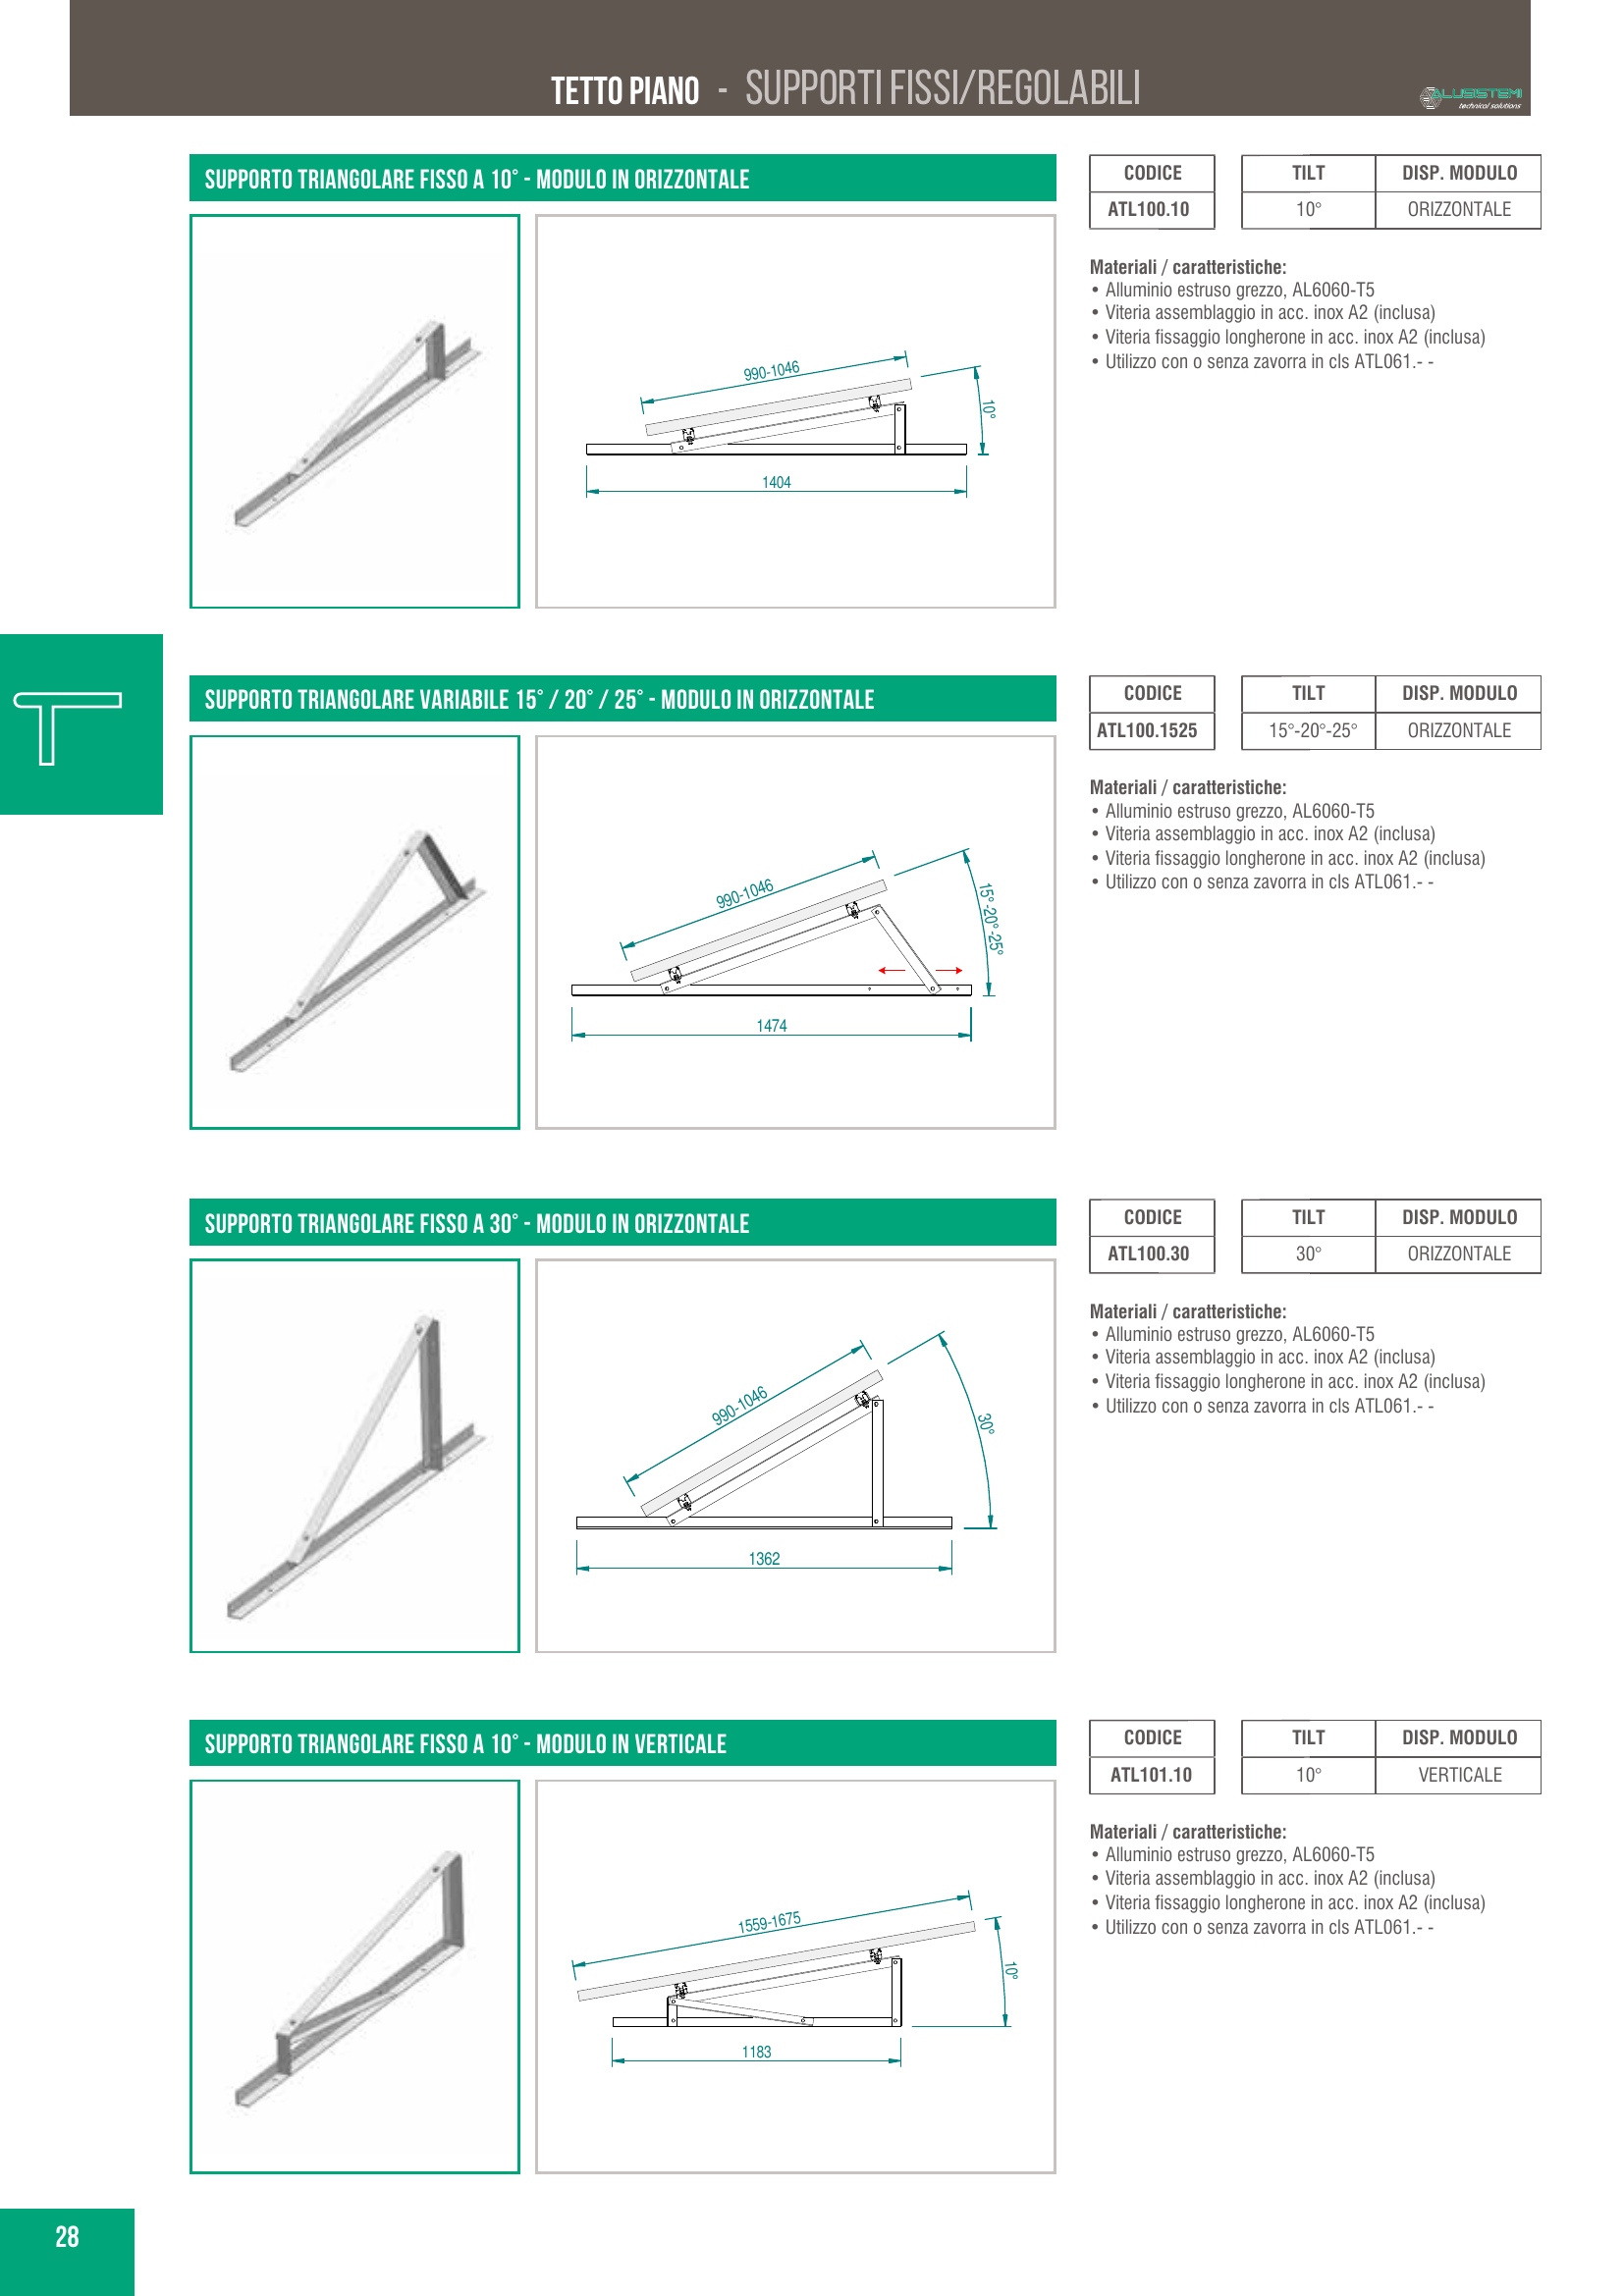 TETTO PIANO - SUPPORTI FISSI/REGOLABILI
ALUSISTEMI
technical solutions
SUPPORTO TRIANGOLARE FISSO A 10° - MODULO IN ORIZZONTALE
CODICE TILT DISP. MODULO
ATL100.10 10° ORIZZONTALE
Materiali / caratteristiche:
• Alluminio estruso grezzo, AL6060-T5
• Viteria assemblaggio in acc. inox A2 (inclusa)
• Viteria fissaggio longherone in acc. inox A2 (inclusa)
• Utilizzo con o senza zavorra in cls ATL061.- -
990-1046
10°
1404
SUPPORTO TRIANGOLARE VARIABILE 15° / 20° / 25° - MODULO IN ORIZZONTALE
CODICE TILT DISP. MODULO
ATL100.1525 15°-20°-25° ORIZZONTALE
Materiali / caratteristiche:
• Alluminio estruso grezzo, AL6060-T5
• Viteria assemblaggio in acc. inox A2 (inclusa)
• Viteria fissaggio longherone in acc. inox A2 (inclusa)
• Utilizzo con o senza zavorra in cls ATL061.- -
990-1046
15°-20°-25°
1474
SUPPORTO TRIANGOLARE FISSO A 30° - MODULO IN ORIZZONTALE
CODICE TILT DISP. MODULO
ATL100.30 30° ORIZZONTALE
Materiali / caratteristiche:
• Alluminio estruso grezzo, AL6060-T5
• Viteria assemblaggio in acc. inox A2 (inclusa)
• Viteria fissaggio longherone in acc. inox A2 (inclusa)
• Utilizzo con o senza zavorra in cls ATL061.- -
990-1046
30°
1362
SUPPORTO TRIANGOLARE FISSO A 10° - MODULO IN VERTICALE
CODICE TILT DISP. MODULO
ATL101.10 10° VERTICALE
Materiali / caratteristiche:
• Alluminio estruso grezzo, AL6060-T5
• Viteria assemblaggio in acc. inox A2 (inclusa)
• Viteria fissaggio longherone in acc. inox A2 (inclusa)
• Utilizzo con o senza zavorra in cls ATL061.- -
1559-1675
10°
1183
28